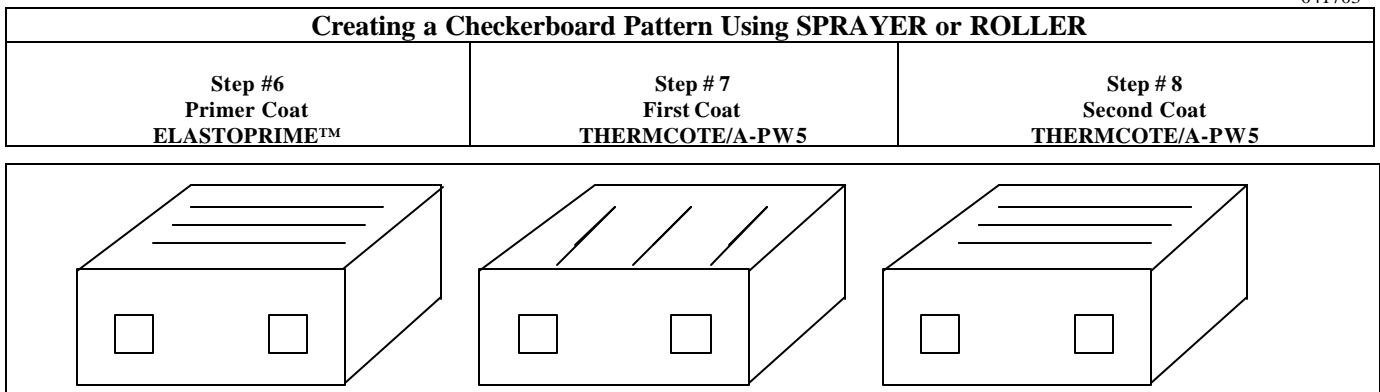 Creating a Checkerboard Pattern Using SPRAYER or ROLLER
Step #6
Primer Coat
ELASTOPRIME™
Step # 7
First Coat
THERMCOTE/A-PW5
Step # 8
Second Coat
THERMCOTE/A-PW5